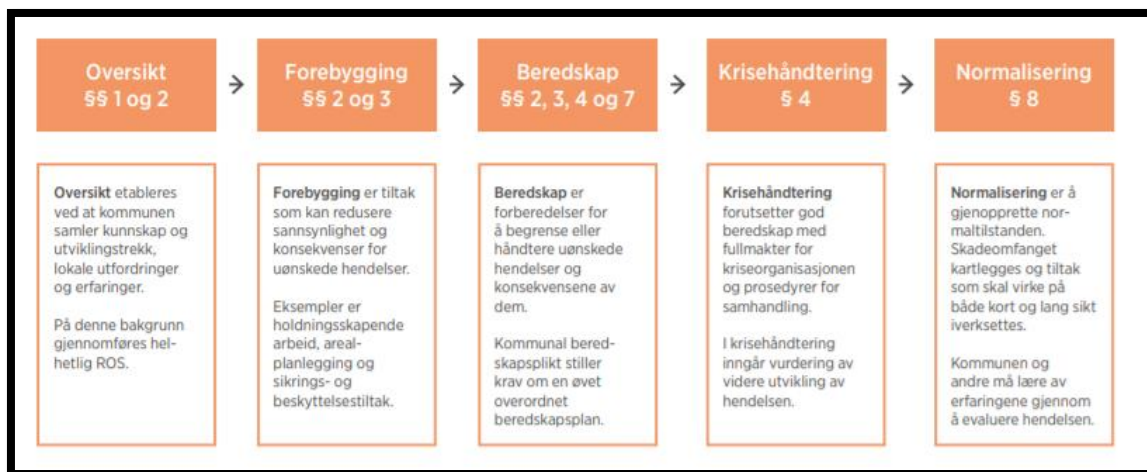 Oversikt
§§ 1 og 2
Forebygging
§§ 2 og 3
Beredskap
§§ 2, 3, 4 og 7
Krisehåndtering
§ 4
Normalisering
§ 8
Oversikt etableres
ved at kommunen
samler kunnskap og
utviklingstrekk,
lokale utfordringer
og erfaringer.
På denne bakgrunn
gjennomføres hel-
hetlig ROS.
Forebygging er tiltak
som kan redusere
sannsynlighet og
konsekvenser for
uønskede hendelser.
Eksempler er
holdningsskapende
arbeid, areal-
planlegging og
sikrings- og
beskyttelsestiltak.
Beredskap er
forberedelser for
å begrense eller
håndtere uønskede
hendelser og
konsekvensene av
dem.
Kommunal bered-
skapsplikt stiller
krav om en øvet
overordnet
beredskapsplan.
Krisehåndtering
forutsetter god
beredskap med
fullmakter for
kriseorganisasjonen
og prosedyrer for
samhandling.
I krisehåndtering
inngår vurdering av
videre utvikling av
hendelsen.
Normalisering er å
gjenopprette nor-
maltilstanden.
Skadeomfanget
kartlegges og tiltak
som skal virke på
både kort og lang sikt
iverksettes.
Kommunen og
andre må lære av
erfaringene gjennom
å evaluere hendelsen.